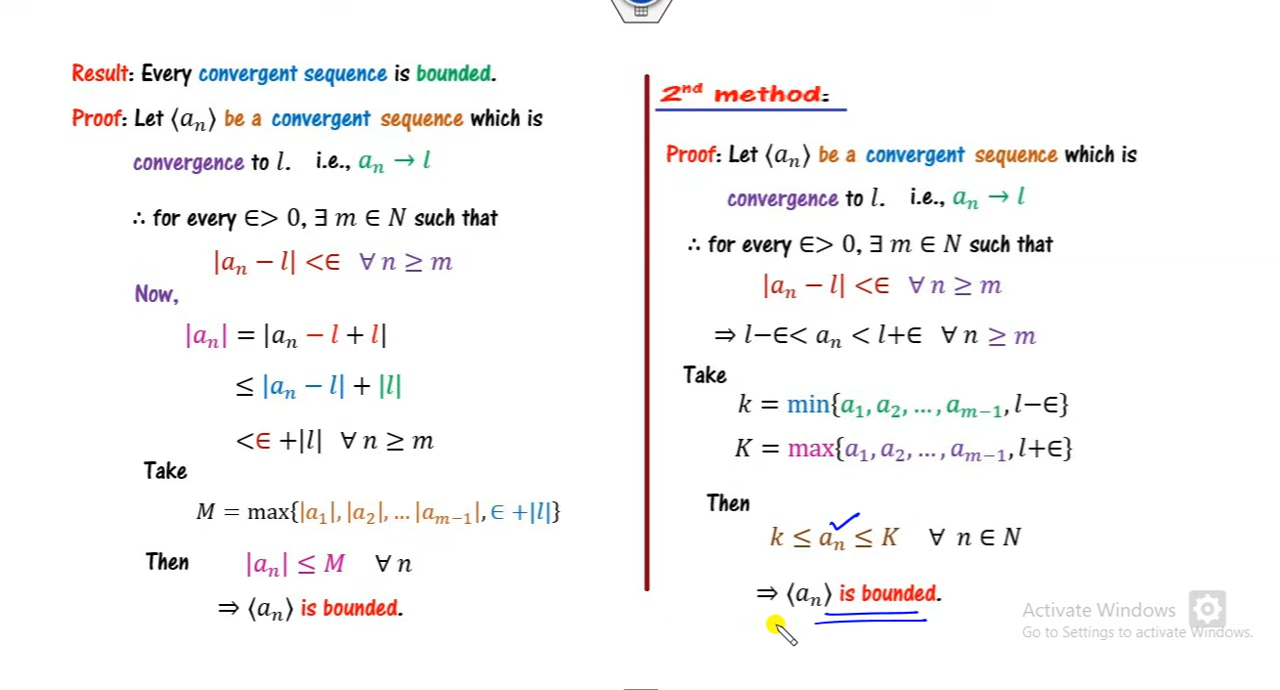 Result: Every convergent sequence is bounded.
Proof: Let ⟨aₙ⟩ be a convergent sequence which is
convergence to l. i.e., aₙ → l
∴ for every ∈> 0, ∃ m ∈ N such that
|aₙ − l| <∈ ∀ n ≥ m
Now,
|aₙ| = |aₙ − l + l|
≤ |aₙ − l| + |l|
<∈ +|l| ∀ n ≥ m
Take
M = max{|a₁|, |a₂|, … |aₘ₋₁|, ∈ +|l|}
Then |aₙ| ≤ M ∀ n
⇒ ⟨aₙ⟩ is bounded.
2nd method:
Proof: Let ⟨aₙ⟩ be a convergent sequence which is
convergence to l. i.e., aₙ → l
∴ for every ∈> 0, ∃ m ∈ N such that
|aₙ − l| <∈ ∀ n ≥ m
⇒ l−∈< aₙ < l+∈ ∀ n ≥ m
Take
k = min{a₁, a₂, … , aₘ₋₁, l−∈}
K = max{a₁, a₂, … , aₘ₋₁, l+∈}
Then
k ≤ aₙ ≤ K ∀ n ∈ N
⇒ ⟨aₙ⟩ is bounded.
Activate Windows
Go to Settings to activate Windows.